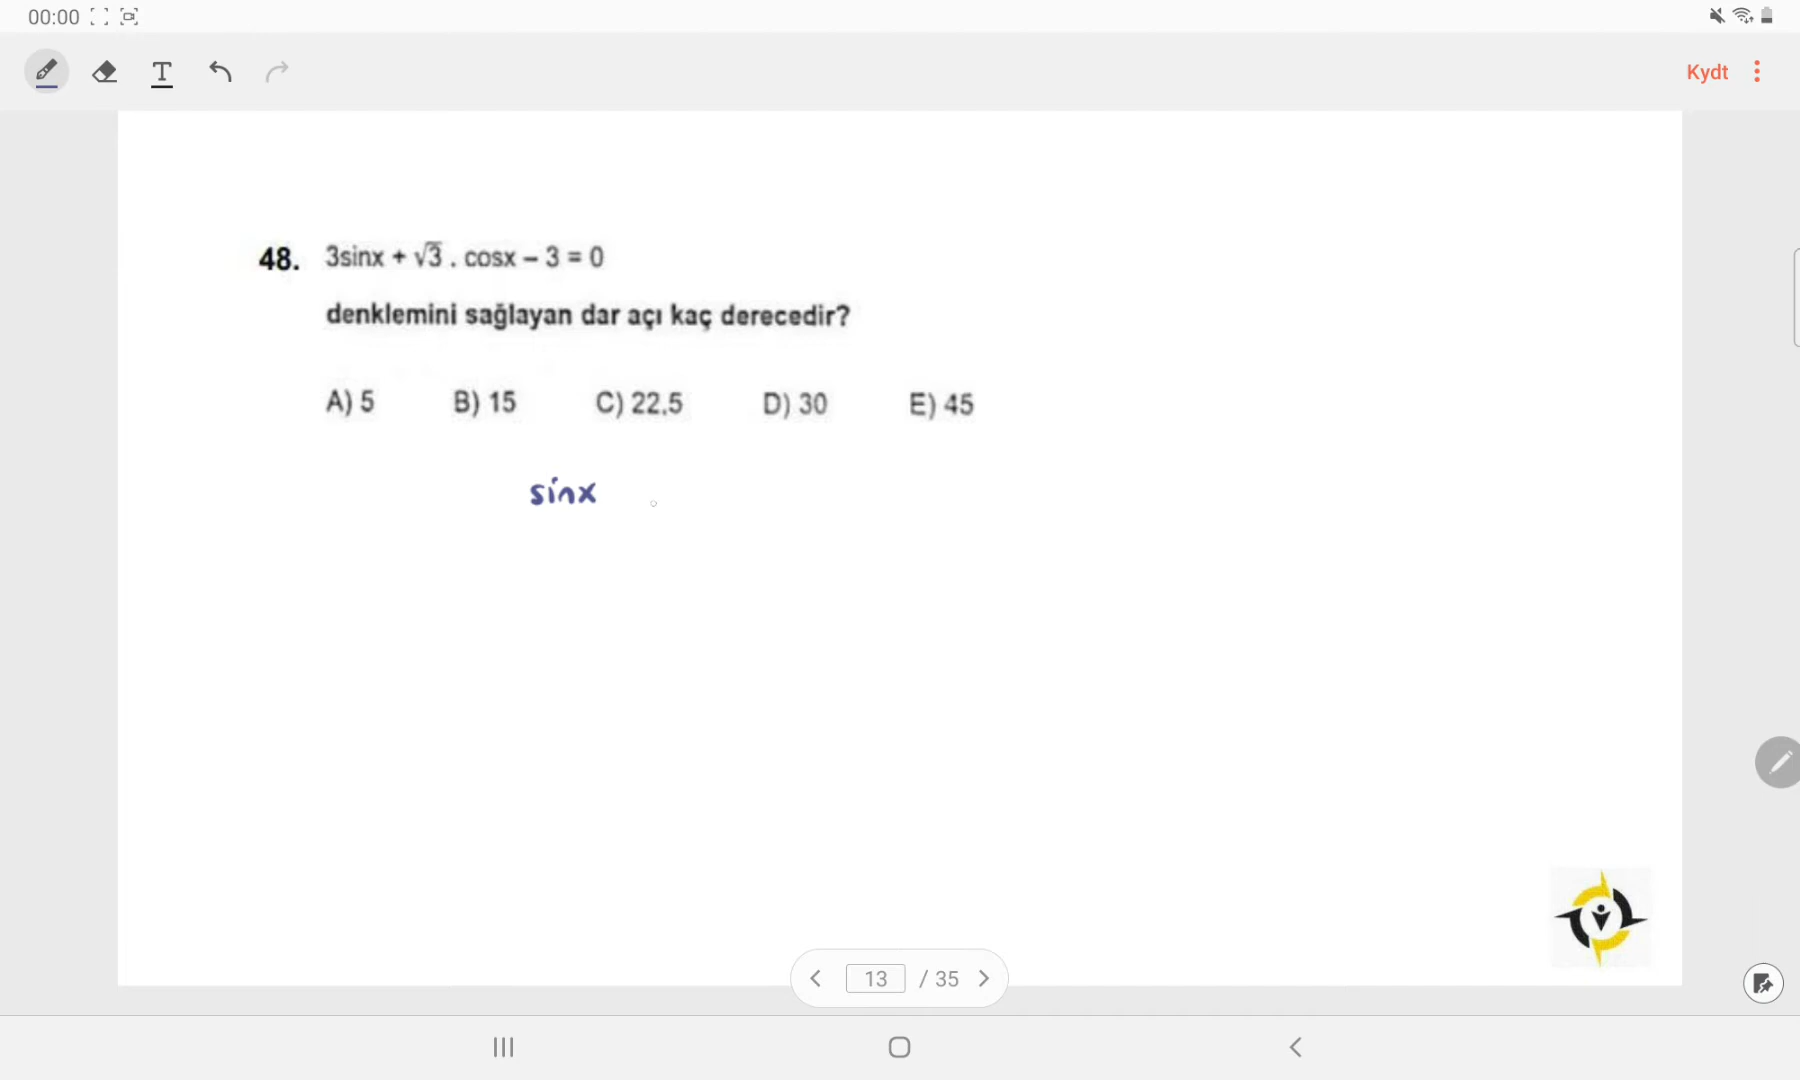 00:00
T
Kydt
48. 3sinx + √3 . cosx – 3 = 0
denklemini sağlayan dar açı kaç derecedir?
A) 5 B) 15 C) 22,5 D) 30 E) 45
sinx
13 / 35